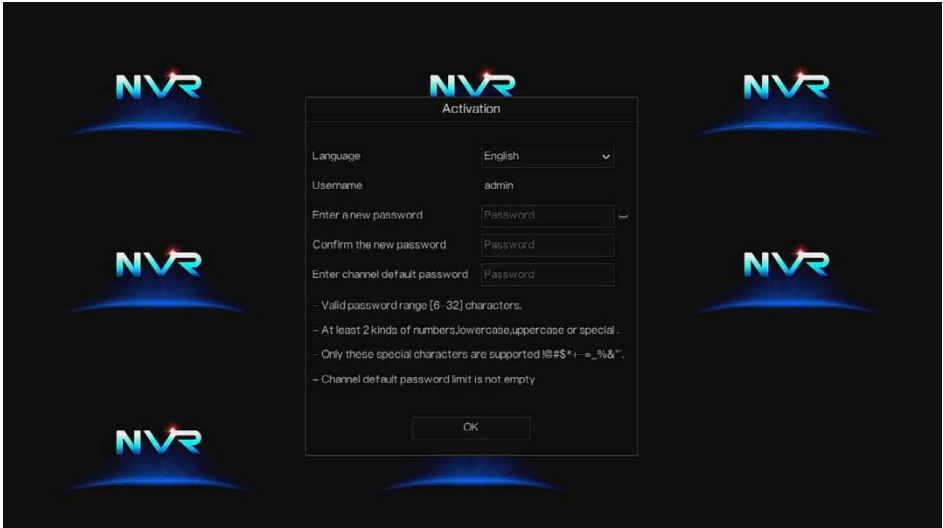 NVR NVR NVR
Activation
Language English
Username admin
Enter a new password Password
Confirm the new password Password
Enter channel default password Password
– Valid password range [6-32] characters.
– At least 2 kinds of numbers,lowercase,uppercase or special .
– Only these special characters are supported !@#$*+-=_%&"'.
– Channel default password limit is not empty
OK
NVR NVR
NVR NVR